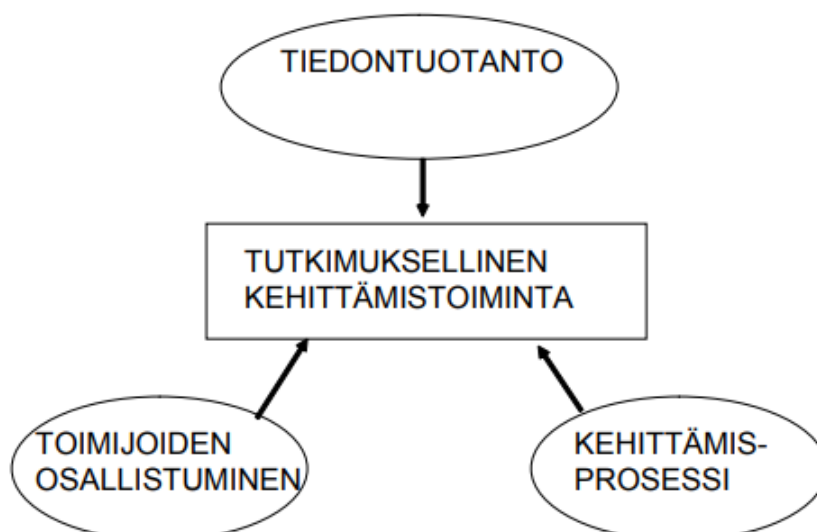 TIEDONTUOTANTO
TUTKIMUKSELLINEN
KEHITTÄMISTOIMINTA
TOIMIJOIDEN
OSALLISTUMINEN
KEHITTÄMIS-
PROSESSI